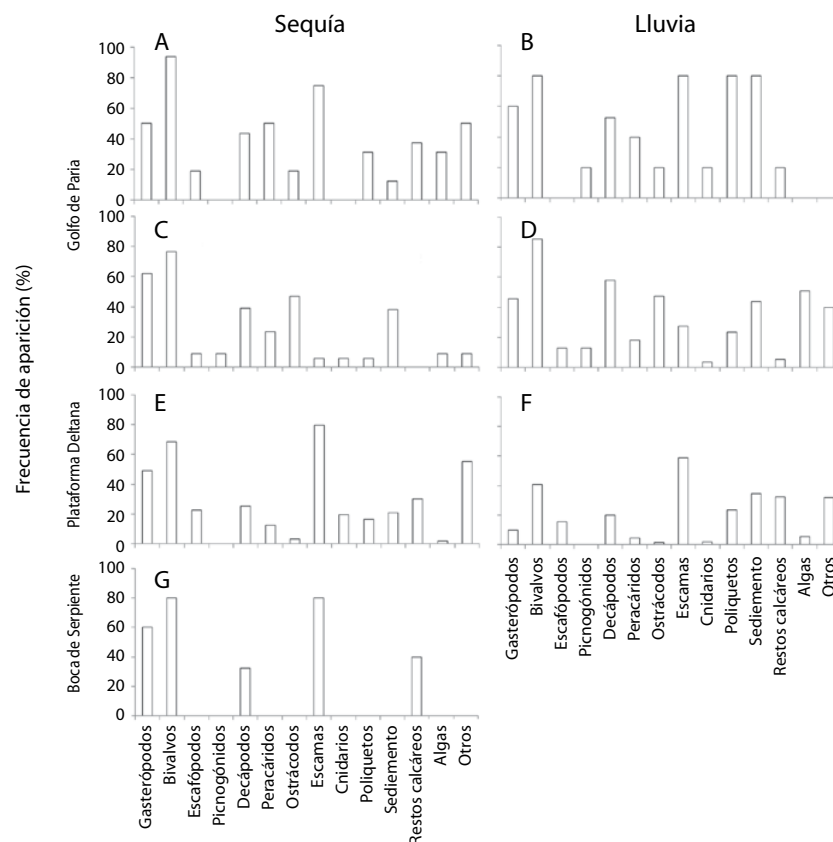 Sequía
Lluvia
Frecuencia de aparición (%)
Golfo de Paria
A
100
80
60
40
20
0
B
C
100
80
60
40
20
0
D
Plataforma Deltana
E
100
80
60
40
20
0
F
Boca de Serpiente
G
100
80
60
40
20
0
Gasterópodos
Bivalvos
Escafópodos
Picnogónidos
Decápodos
Peracáridos
Ostrácodos
Escamas
Cnidarios
Poliquetos
Sediemento
Restos calcáreos
Algas
Otros
Gasterópodos
Bivalvos
Escafópodos
Picnogónidos
Decápodos
Peracáridos
Ostrácodos
Escamas
Cnidarios
Poliquetos
Sediemento
Restos calcáreos
Algas
Otros